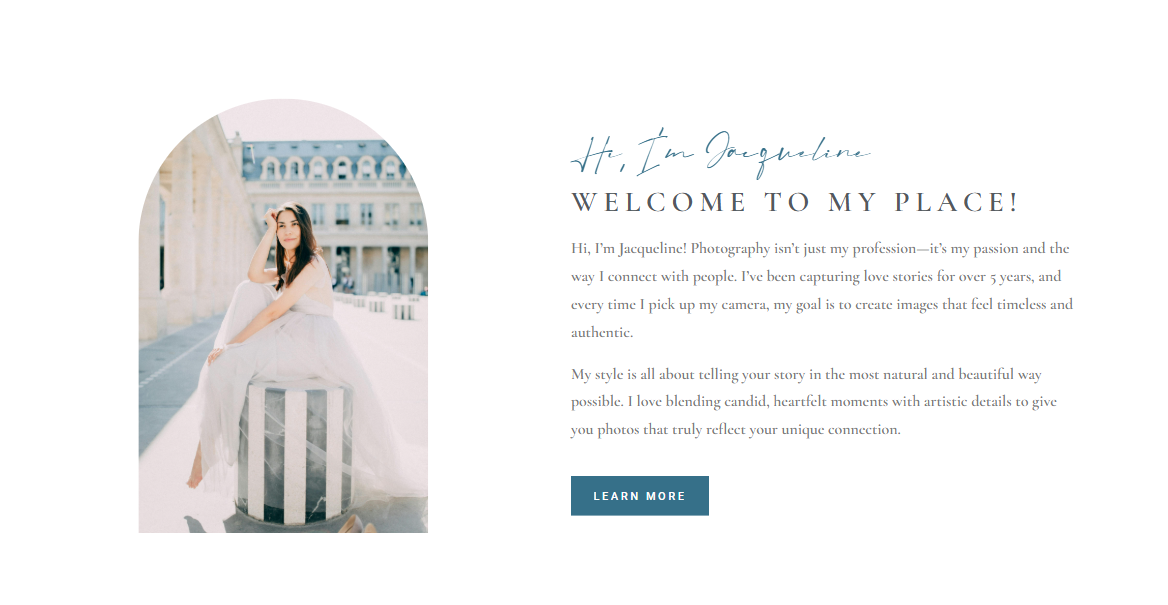 Hi, I'm Jacqueline
WELCOME TO MY PLACE!
Hi, I'm Jacqueline! Photography isn't just my profession—it's my passion and the
way I connect with people. I've been capturing love stories for over 5 years, and
every time I pick up my camera, my goal is to create images that feel timeless and
authentic.
My style is all about telling your story in the most natural and beautiful way
possible. I love blending candid, heartfelt moments with artistic details to give
you photos that truly reflect your unique connection.
LEARN MORE